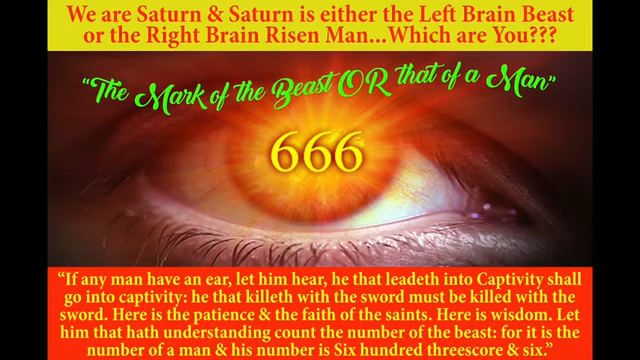 We are Saturn & Saturn is either the Left Brain Beast
or the Right Brain Risen Man...Which are You???
"The Mark of the Beast OR that of a Man"
666
“If any man have an ear, let him hear, he that leadeth into Captivity shall
go into captivity: he that killeth with the sword must be killed with the
sword. Here is the patience & the faith of the saints. Here is wisdom. Let
him that hath understanding count the number of the beast: for it is the
number of a man & his number is Six hundred threescore & six.”